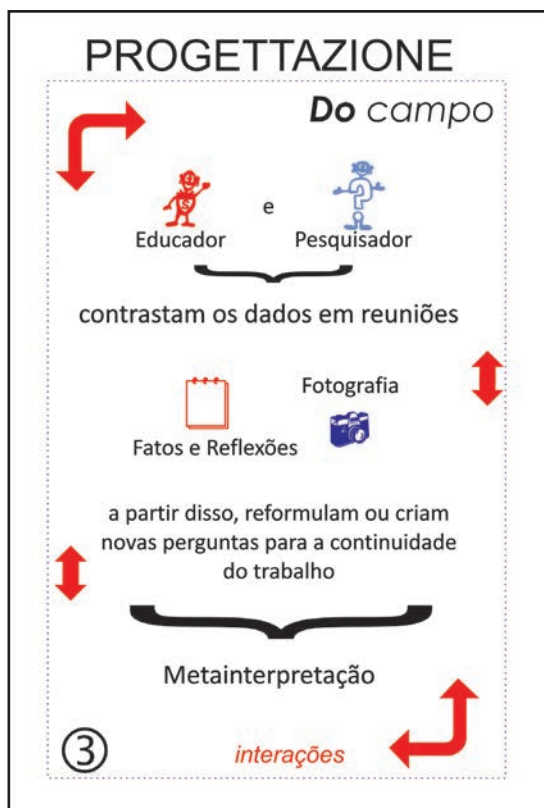 PROGETTAZIONE
Do campo
e
Educador Pesquisador
contrastam os dados em reuniões
Fotografia
Fatos e Reflexões
a partir disso, reformulam ou criam
novas perguntas para a continuidade
do trabalho
Metainterpretação
③ interações